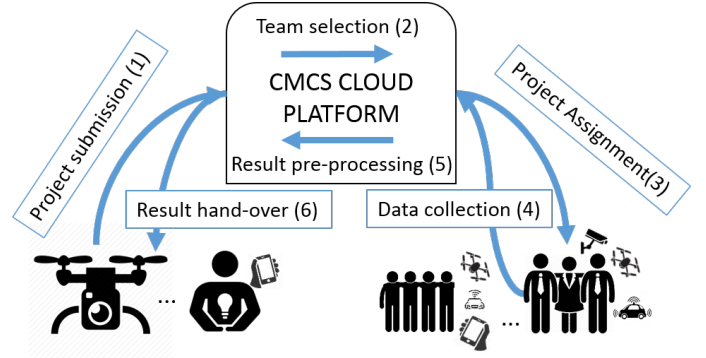 Team selection (2)
CMCS CLOUD
PLATFORM
Result pre-processing (5)
Project submission (1)
Project Assignment(3)
Result hand-over (6)
Data collection (4)
...
...